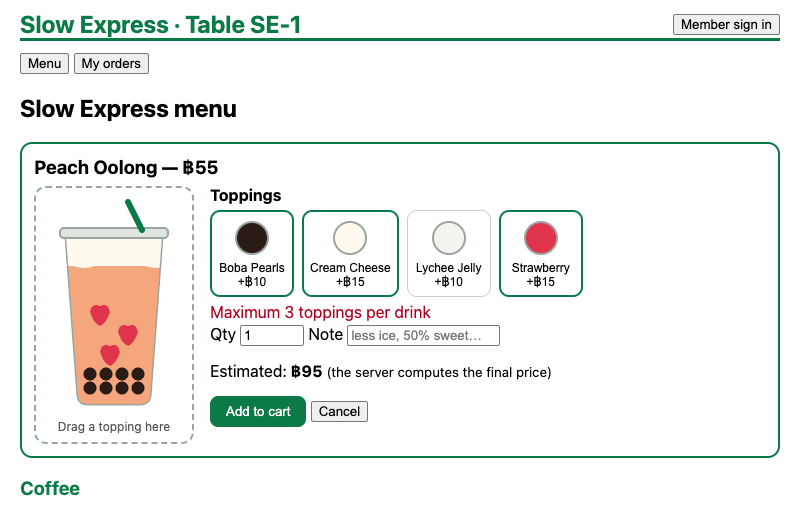 Slow Express · Table SE-1
Member sign in
Menu
My orders
Slow Express menu
Peach Oolong — ฿55
Drag a topping here
Toppings
Boba Pearls
+฿10
Cream Cheese
+฿15
Lychee Jelly
+฿10
Strawberry
+฿15
Maximum 3 toppings per drink
Qty 1 Note less ice, 50% sweet...
Estimated: ฿95 (the server computes the final price)
Add to cart
Cancel
Coffee